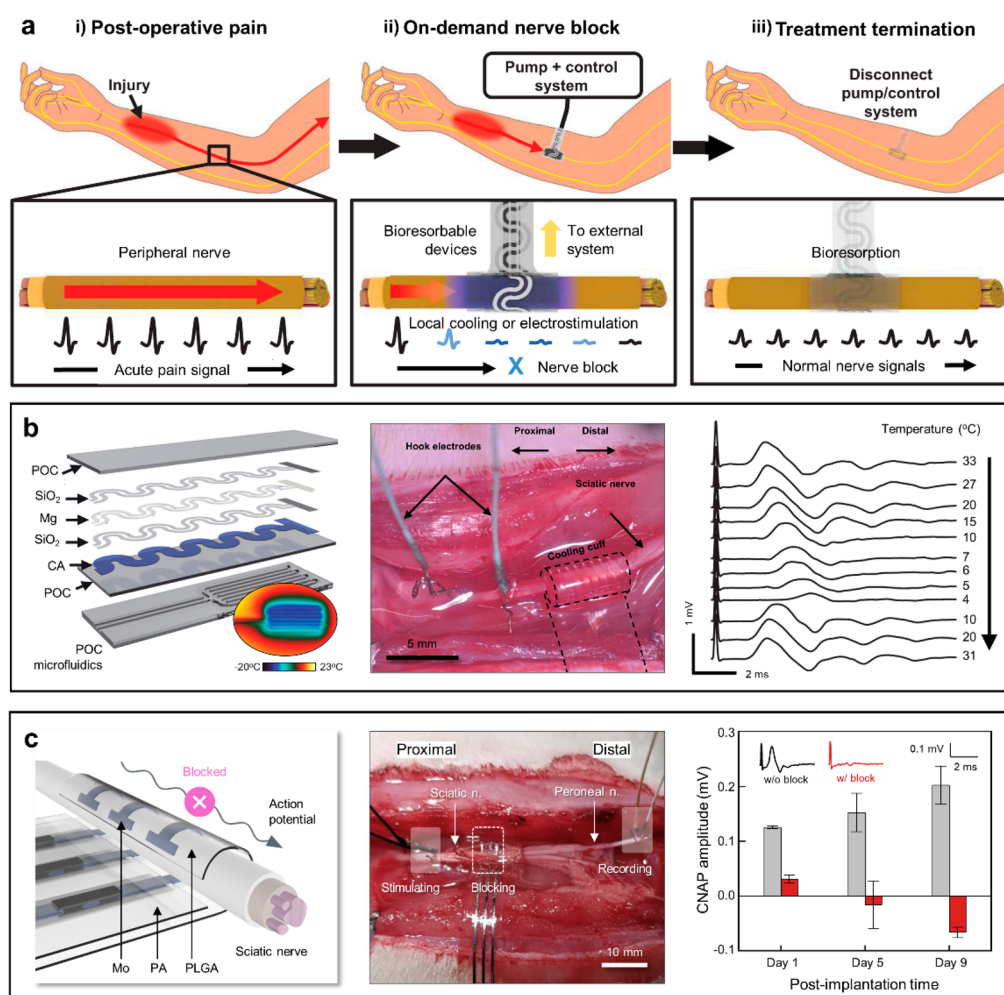 a
i) Post-operative pain
ii) On-demand nerve block
iii) Treatment termination
Injury
Pump + control
system
Disconnect
pump/control
system
Peripheral nerve
Acute pain signal
Bioresorbable
devices
To external
system
Local cooling or electrostimulation
X Nerve block
Bioresorption
Normal nerve signals
b
POC
SiO₂
Mg
SiO₂
CA
POC
POC
microfluidics
-20ºC
23ºC
Hook electrodes
Proximal
Distal
Sciatic nerve
Cooling cuff
5 mm
Temperature (ºC)
33
27
20
15
10
7
6
5
4
10
20
31
1 mV
2 ms
c
Blocked
Action
potential
Mo
PA
PLGA
Sciatic nerve
Proximal
Distal
Sciatic n.
Peroneal n.
Stimulating
Blocking
Recording
10 mm
CNAP amplitude (mV)
0.3
0.2
0.1
0.0
-0.1
w/o block
w/ block
0.1 mV
2 ms
Day 1
Day 5
Day 9
Post-implantation time